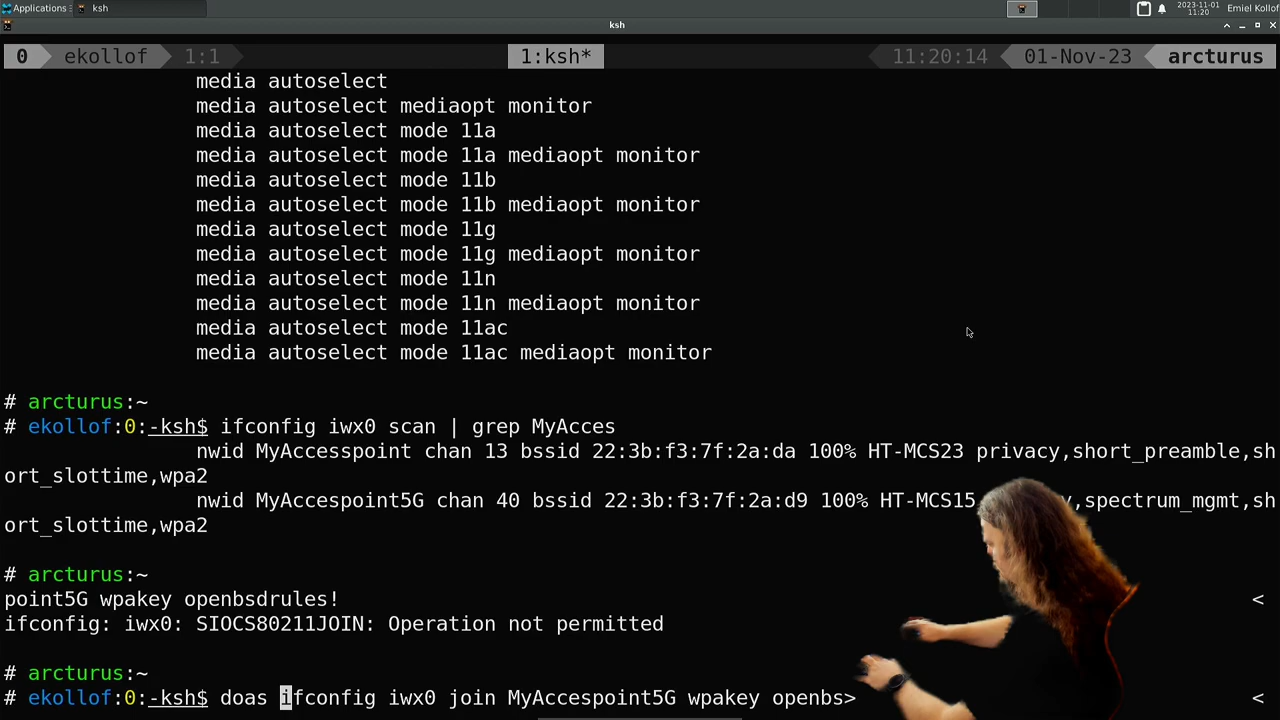 Applications
ksh
2023-11-01
11:20
Emiel Kollof
ksh
0 ekollof 1:1 1:ksh* 11:20:14 01-Nov-23 arcturus
media autoselect
media autoselect mediaopt monitor
media autoselect mode 11a
media autoselect mode 11a mediaopt monitor
media autoselect mode 11b
media autoselect mode 11b mediaopt monitor
media autoselect mode 11g
media autoselect mode 11g mediaopt monitor
media autoselect mode 11n
media autoselect mode 11n mediaopt monitor
media autoselect mode 11ac
media autoselect mode 11ac mediaopt monitor
# arcturus:~
# ekollof:0:-ksh$ ifconfig iwx0 scan | grep MyAcces
nwid MyAccesspoint chan 13 bssid 22:3b:f3:7f:2a:da 100% HT-MCS23 privacy,short_preamble,sh
ort_slottime,wpa2
nwid MyAccespoint5G chan 40 bssid 22:3b:f3:7f:2a:d9 100% HT-MCS15 ,spectrum_mgmt,sh
ort_slottime,wpa2
# arcturus:~
point5G wpakey openbsdrules! <
ifconfig: iwx0: SIOCS80211JOIN: Operation not permitted
# arcturus:~
# ekollof:0:-ksh$ doas ifconfig iwx0 join MyAccespoint5G wpakey openbs> <